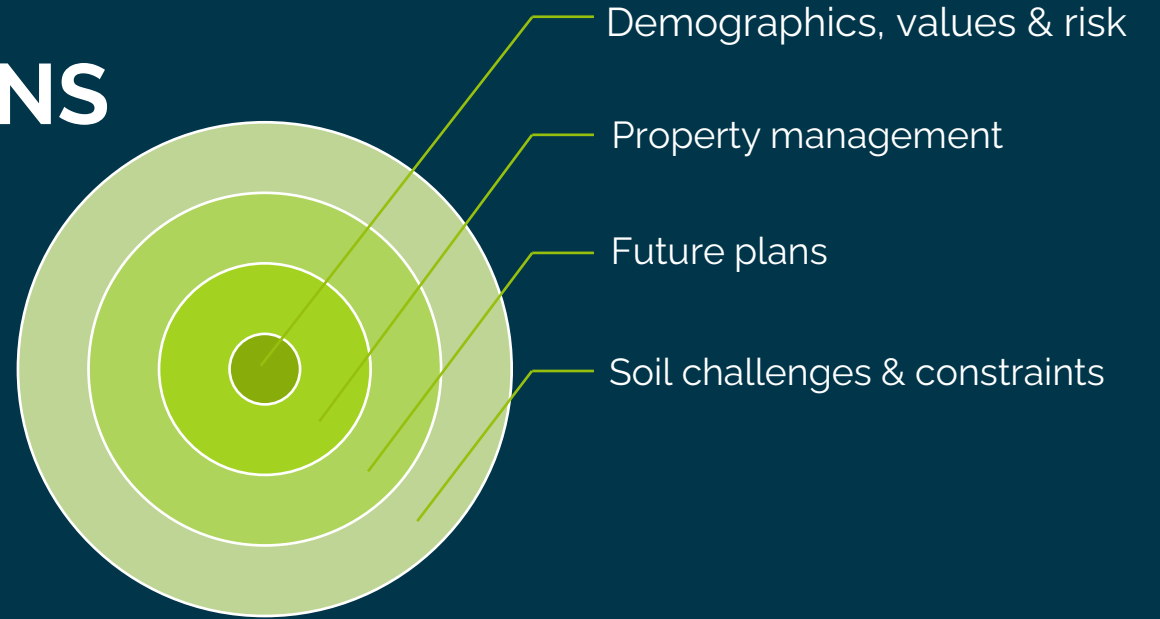 NS
Demographics, values & risk
Property management
Future plans
Soil challenges & constraints